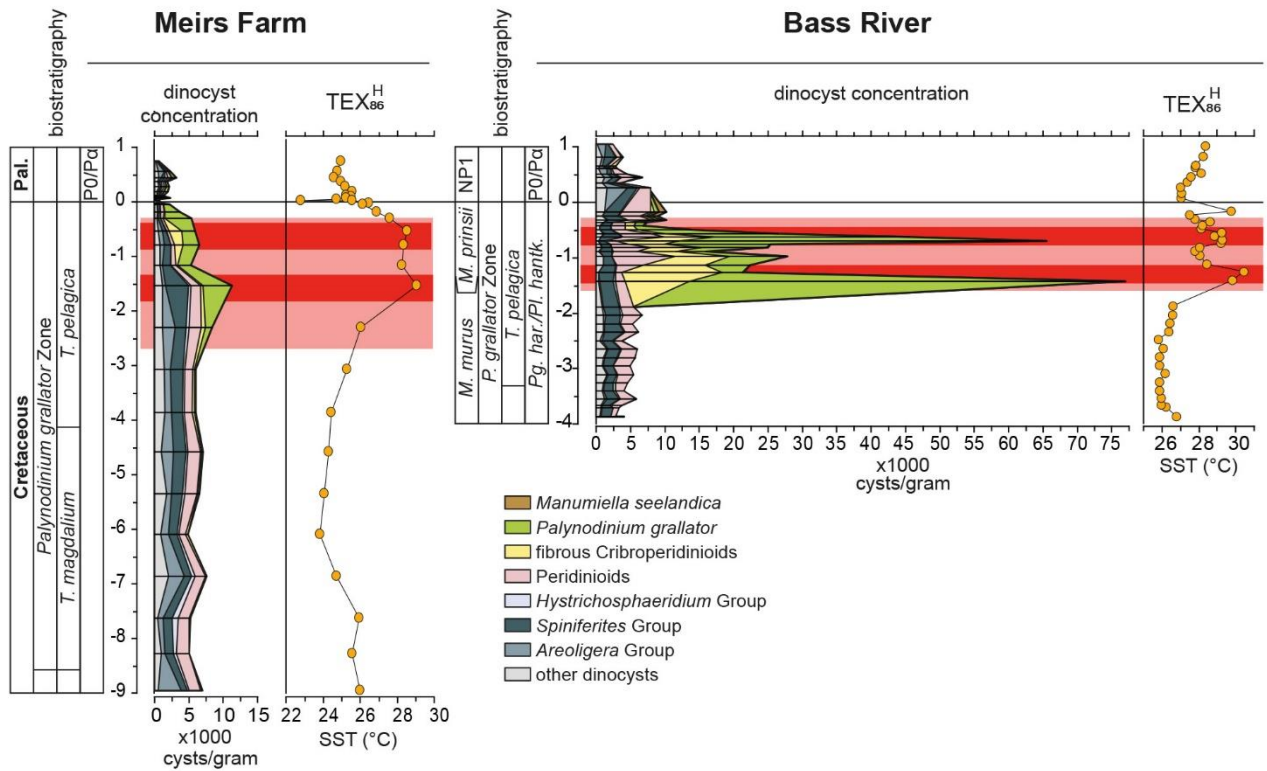 Meirs Farm
biostratigraphy
dinocyst
concentration
TEX86H
Pal.
Cretaceous
Palynodinium grallator Zone
T. pelagica
T. magdalium
P0/Pα
1
0
-1
-2
-3
-4
-5
-6
-7
-8
-9
0 5 10 15
x1000
cysts/gram
22 24 26 28 30
SST (°C)
Bass River
biostratigraphy
dinocyst concentration
TEX86H
NP1
M. prinsii
M. murus
P. grallator Zone
T. pelagica
P0/Pα
Pg. har./Pl. hantk.
1
0
-1
-2
-3
-4
0 5 10 15 20 25 30 35 40 45 50 55 60 65 70 75
x1000
cysts/gram
26 28 30
SST (°C)
Manumiella seelandica
Palynodinium grallator
fibrous Cribroperidinioids
Peridinioids
Hystrichosphaeridium Group
Spiniferites Group
Areoligera Group
other dinocysts